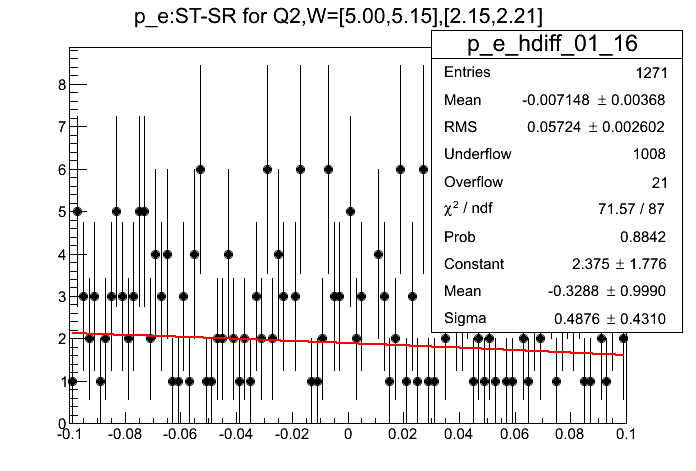 p_e:ST-SR for Q2,W=[5.00,5.15],[2.15,2.21]
p_e_hdiff_01_16
Entries 1271
Mean -0.007148 ± 0.00368
RMS 0.05724 ± 0.002602
Underflow 1008
Overflow 21
χ² / ndf 71.57 / 87
Prob 0.8842
Constant 2.375 ± 1.776
Mean -0.3288 ± 0.9990
Sigma 0.4876 ± 0.4310
8
7
6
5
4
3
2
1
0
-0.1 -0.08 -0.06 -0.04 -0.02 0 0.02 0.04 0.06 0.08 0.1